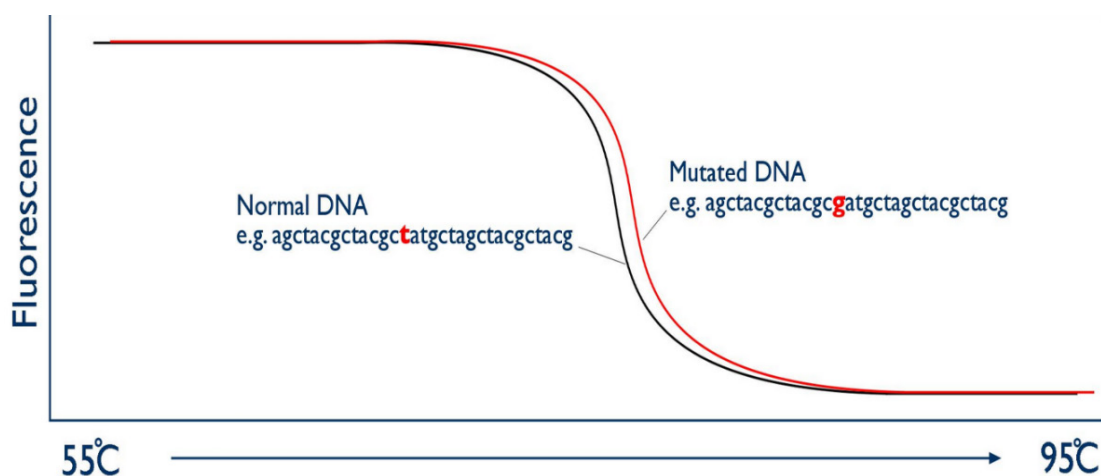 Fluorescence
Normal DNA
e.g. agctacgctacgctatgctagctacgctacg
Mutated DNA
e.g. agctacgctacgcgatgctagctacgctacg
55°C
95°C